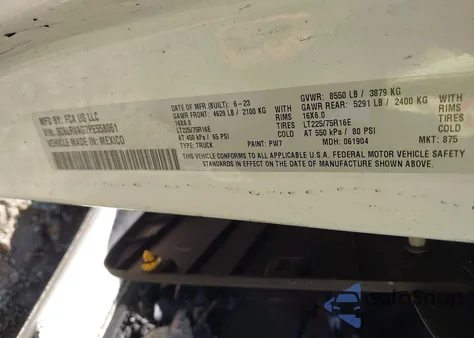 MFD BY: FCA US LLC
VEHICLE MADE IN: MEXICO
DATE OF MFR (BUILT): 6-23
GAWR FRONT: 4629 LB / 2100 KG
16X6.0
LT225/75R16E
AT 450 kPa / 65 PSI
TYPE: TRUCK
PAINT: PW7
WITH TIRES
RIMS
COLD
GVWR: 8550 LB / 3879 KG
GAWR REAR: 5291 LB / 2400 KG
16X6.0
LT225/75R16E
AT 550 kPa / 80 PSI
WITH TIRES
RIMS
COLD
MDH: 061904
MKT: 875
VEHICLE CONFORMS TO ALL APPLICABLE FEDERAL MOTOR VEHICLE SAFETY
STANDARDS IN EFFECT ON THE DATE OF MANUFACTURE SHOWN ABOVE.
AutoSnap